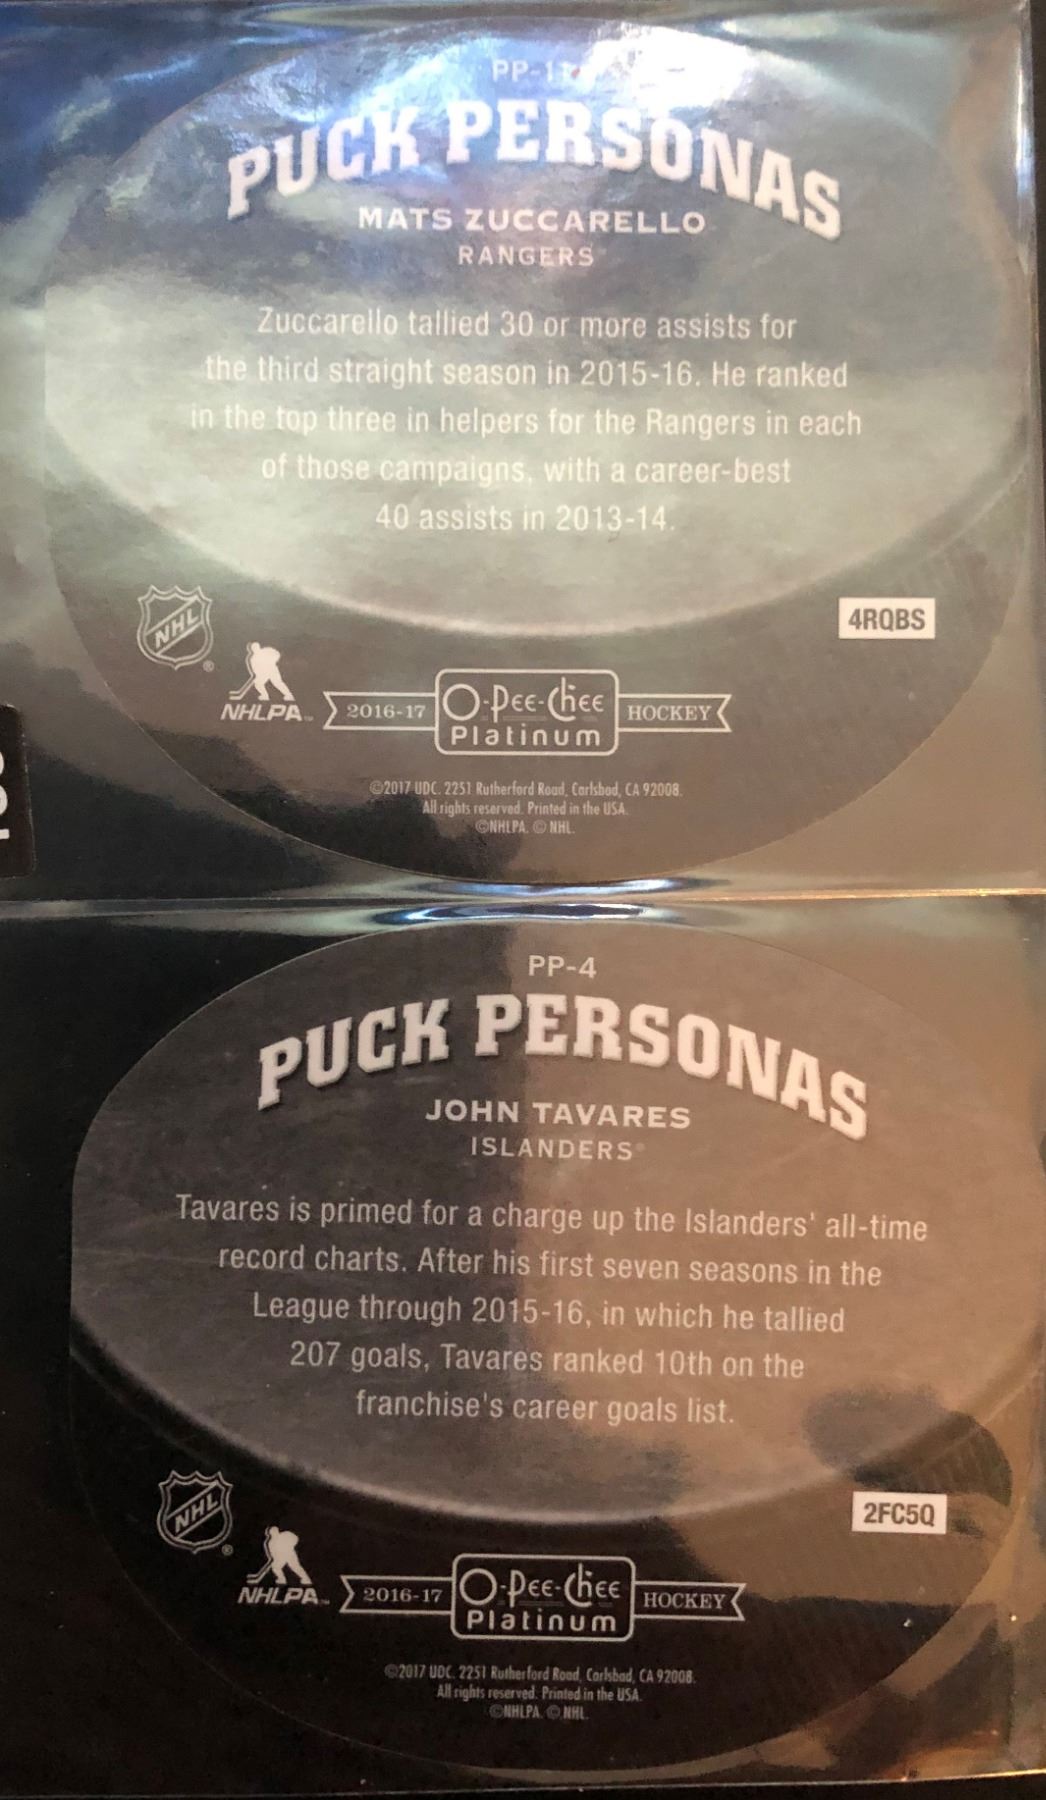 PUCK PERSONAS
MATS ZUCCARELLO
RANGERS
Zuccarello tallied 30 or more assists for
the third straight season in 2015-16. He ranked
in the top three in helpers for the Rangers in each
of those campaigns, with a career-best
40 assists in 2013-14.
4RQBS
NHL ®
NHLPA™
2016-17 O-Pee-Chee HOCKEY
Platinum
©2017 UDC. 2251 Rutherford Road, Carlsbad, CA 92008.
All rights reserved. Printed in the USA.
©NHLPA. © NHL.
PP-4
PUCK PERSONAS
JOHN TAVARES
ISLANDERS®
Tavares is primed for a charge up the Islanders' all-time
record charts. After his first seven seasons in the
League through 2015-16, in which he tallied
207 goals, Tavares ranked 10th on the
franchise's career goals list.
2FC5Q
NHL ®
NHLPA™
2016-17 O-Pee-Chee HOCKEY
Platinum
©2017 UDC. 2251 Rutherford Road, Carlsbad, CA 92008.
All rights reserved. Printed in the USA.
©NHLPA. © NHL.